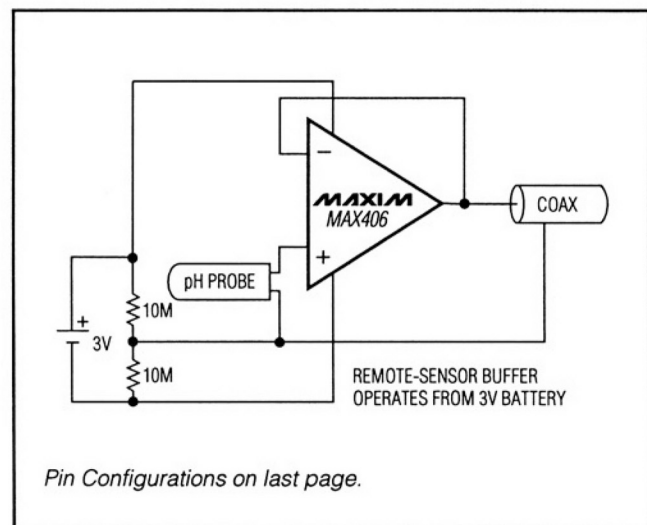 −
MAXIM
MAX406
+
COAX
pH PROBE
+
10M
3V
10M
REMOTE-SENSOR BUFFER
OPERATES FROM 3V BATTERY
Pin Configurations on last page.